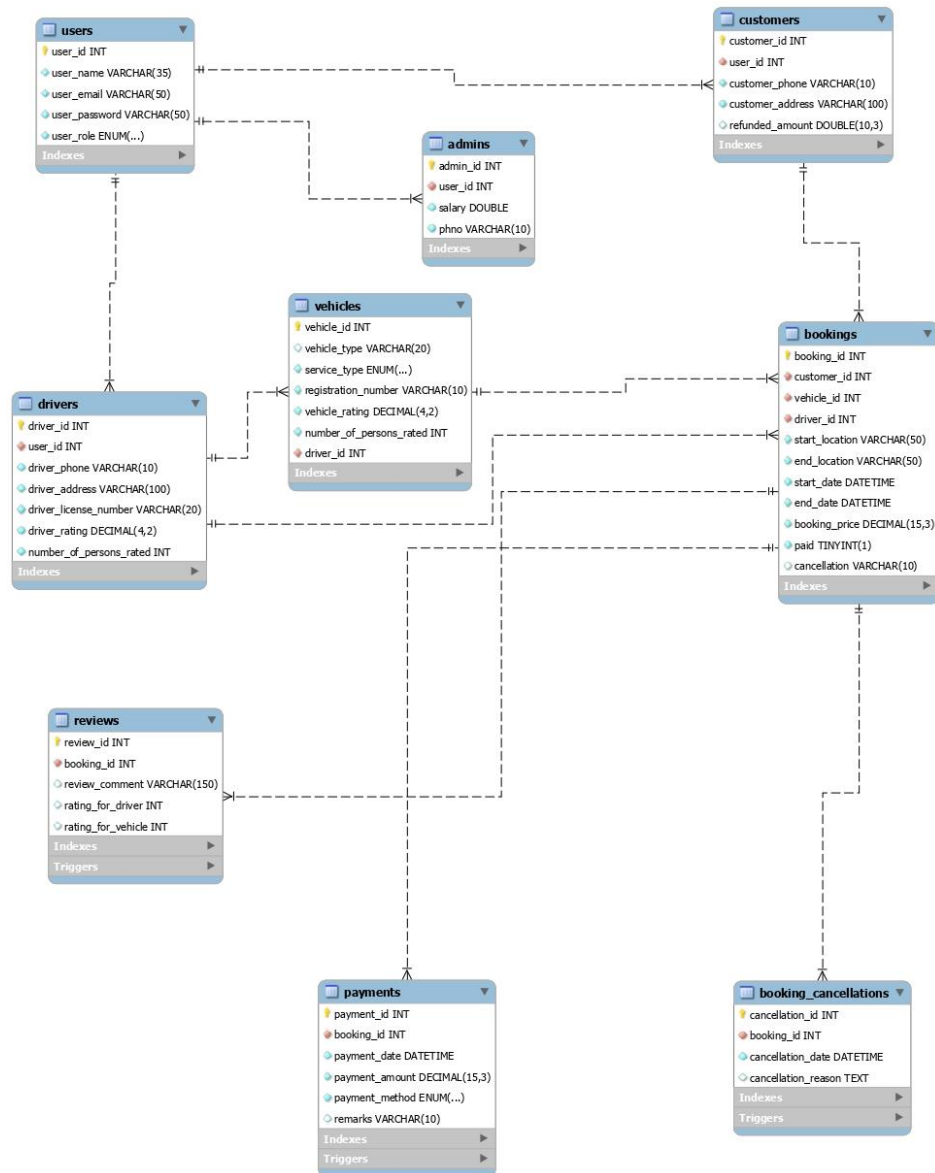 users
user_id INT
user_name VARCHAR(35)
user_email VARCHAR(50)
user_password VARCHAR(50)
user_role ENUM(...)
Indexes
customers
customer_id INT
user_id INT
customer_phone VARCHAR(10)
customer_address VARCHAR(100)
refunded_amount DOUBLE(10,3)
Indexes
admins
admin_id INT
user_id INT
salary DOUBLE
phno VARCHAR(10)
Indexes
vehicles
vehicle_id INT
vehicle_type VARCHAR(20)
service_type ENUM(...)
registration_number VARCHAR(10)
vehicle_rating DECIMAL(4,2)
number_of_persons_rated INT
driver_id INT
Indexes
bookings
booking_id INT
customer_id INT
vehicle_id INT
driver_id INT
start_location VARCHAR(50)
end_location VARCHAR(50)
start_date DATETIME
end_date DATETIME
booking_price DECIMAL(15,3)
paid TINYINT(1)
cancellation VARCHAR(10)
Indexes
drivers
driver_id INT
user_id INT
driver_phone VARCHAR(10)
driver_address VARCHAR(100)
driver_license_number VARCHAR(20)
driver_rating DECIMAL(4,2)
number_of_persons_rated INT
Indexes
reviews
review_id INT
booking_id INT
review_comment VARCHAR(150)
rating_for_driver INT
rating_for_vehicle INT
Indexes
Triggers
payments
payment_id INT
booking_id INT
payment_date DATETIME
payment_amount DECIMAL(15,3)
payment_method ENUM(...)
remarks VARCHAR(10)
Indexes
Triggers
booking_cancellations
cancellation_id INT
booking_id INT
cancellation_date DATETIME
cancellation_reason TEXT
Indexes
Triggers